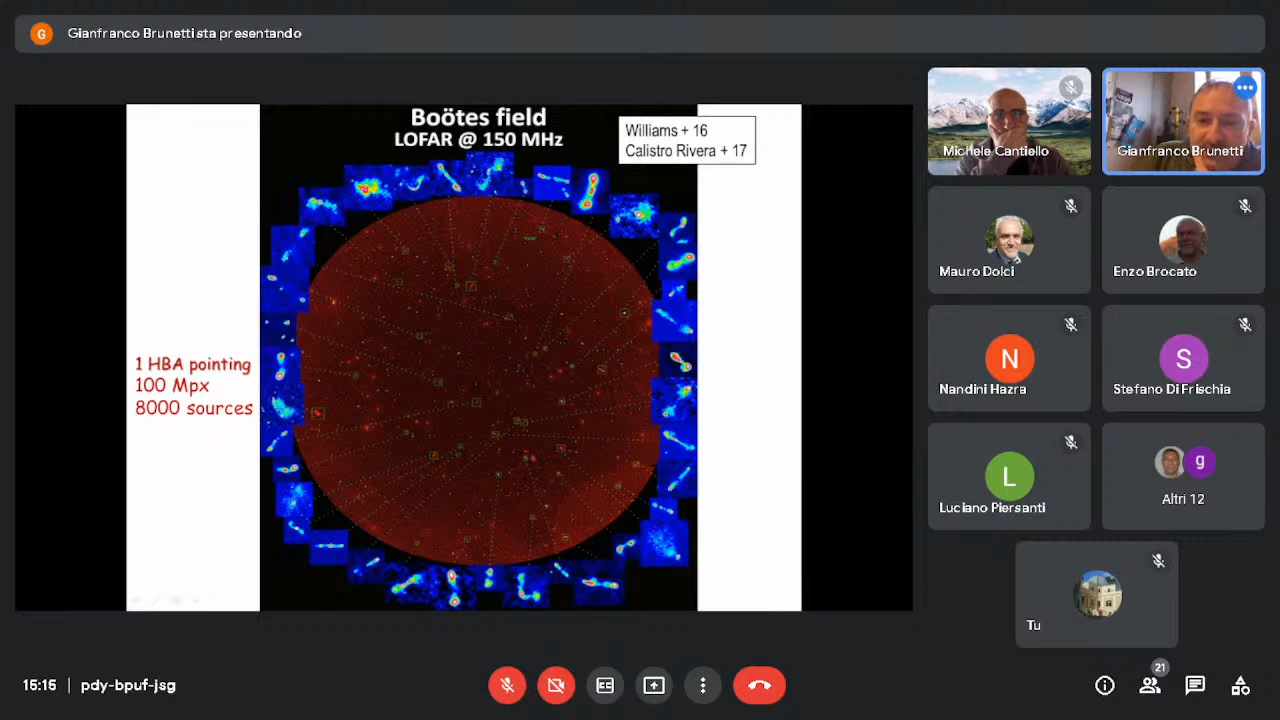 G
Gianfranco Brunetti sta presentando
Boötes field
LOFAR @ 150 MHz
Williams + 16
Calistro Rivera + 17
1 HBA pointing
100 Mpx
8000 sources
Michele Cantiello
Gianfranco Brunetti
Mauro Dolci
Enzo Brocato
N
Nandini Hazra
S
Stefano Di Frischia
L
Luciano Piersanti
g
Altri 12
Tu
15:15 | pdy-bpuf-jsg
21